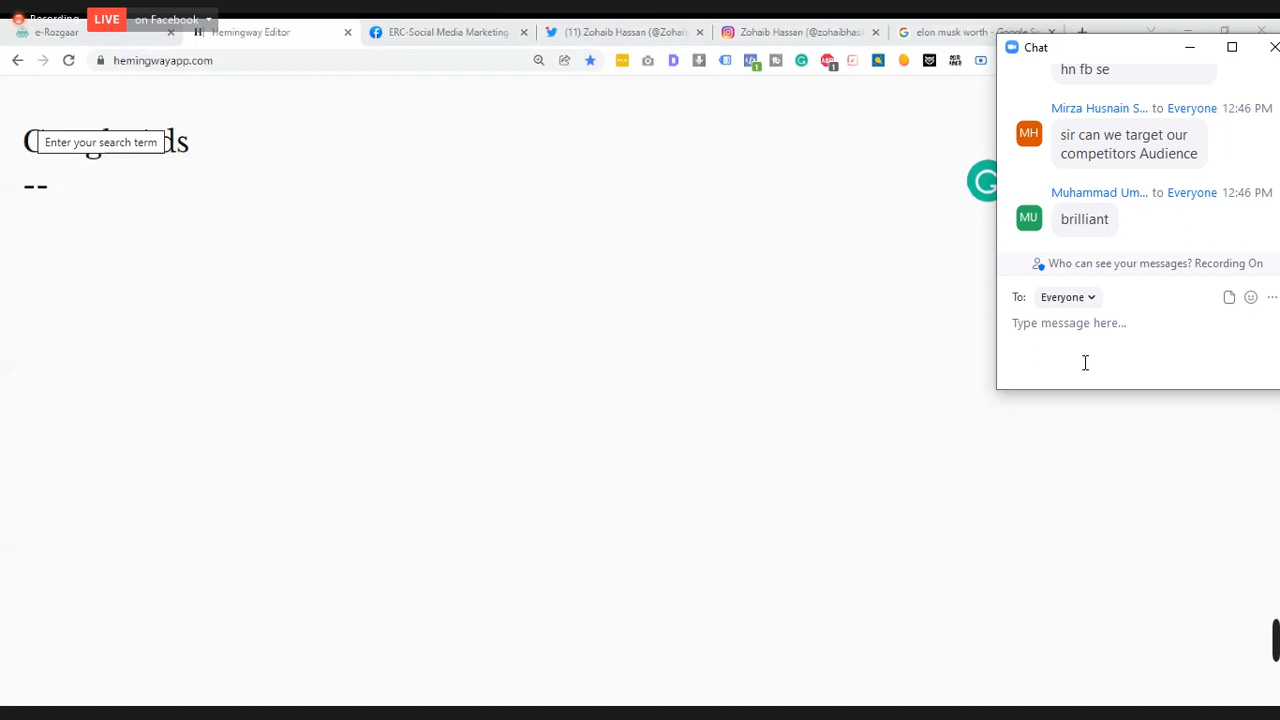 Recording
LIVE on Facebook
e-Rozgaar
Hemingway Editor
ERC-Social Media Marketing
(11) Zohaib Hassan (@Zohai
Zohaib Hassan (@zohaibhas
elon musk worth - Google
hemingwayapp.com
Enter your search term
ds
--
Chat
hn fb se
Mirza Husnain S... to Everyone 12:46 PM
MH
sir can we target our
competitors Audience
Muhammad Um... to Everyone 12:46 PM
MU
brilliant
Who can see your messages? Recording On
To: Everyone
Type message here...